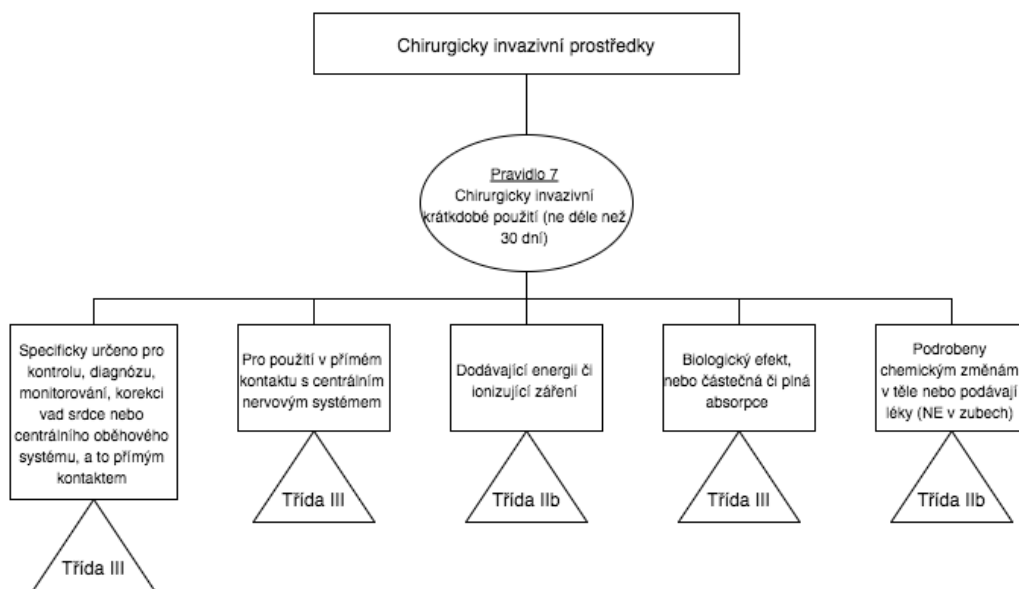 Chirurgicky invazivní prostředky
Pravidlo 7
Chirurgicky invazivní
krátkdobé použití (ne déle než
30 dní)
Specificky určeno pro
kontrolu, diagnózu,
monitorování, korekci
vad srdce nebo
centrálního oběhového
systému, a to přímým
kontaktem
Třída III
Pro použití v přímém
kontaktu s centrálním
nervovým systémem
Třída III
Dodávající energii či
ionizující záření
Třída IIb
Biologický efekt,
nebo částečná či plná
absorpce
Třída III
Podrobeny
chemickým změnám
v těle nebo podávají
léky (NE v zubech)
Třída IIb